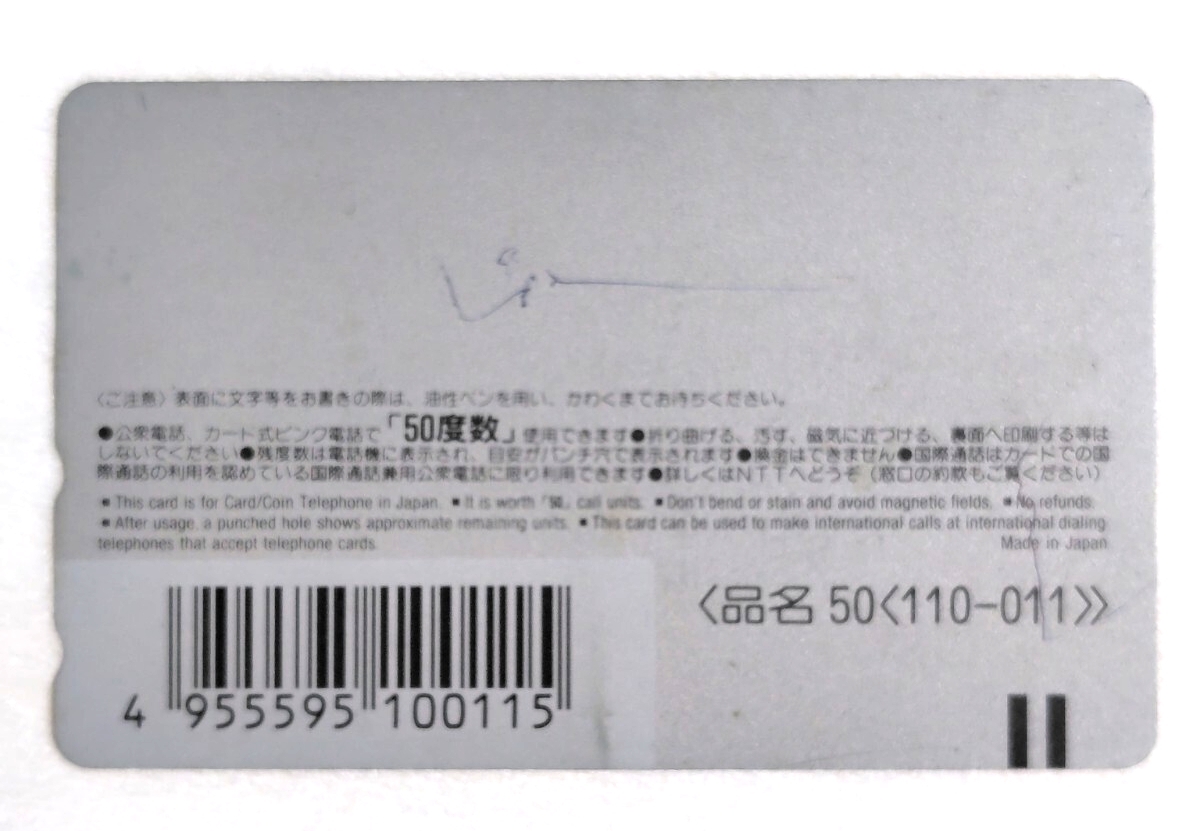 〈ご注意〉表面に文字等をお書きの際は、油性ペンを用い、かわくまでお待ちください。
●公衆電話、カード式ピンク電話で「50度数」使用できます●折り曲げる、汚す、磁気に近づける、裏面へ印刷する等は
しないでください●残度数は電話機に表示され、目安がパンチ穴で表示されます●換金はできません●国際通話はカードでの国
際通話の利用を認めている国際通話兼用公衆電話に限り利用できます●詳しくはNTTへどうぞ（窓口の約款もご覧ください）
▪This card is for Card/Coin Telephone in Japan. ▪It is worth call units. ▪Don't bend or stain and avoid magnetic fields. ▪No refunds.
▪After usage, a punched hole shows approximate remaining units. ▪This card can be used to make international calls at international dialing
telephones that accept telephone cards.
Made in Japan
〈品名 50〈110-011〉〉
4 955595 100115